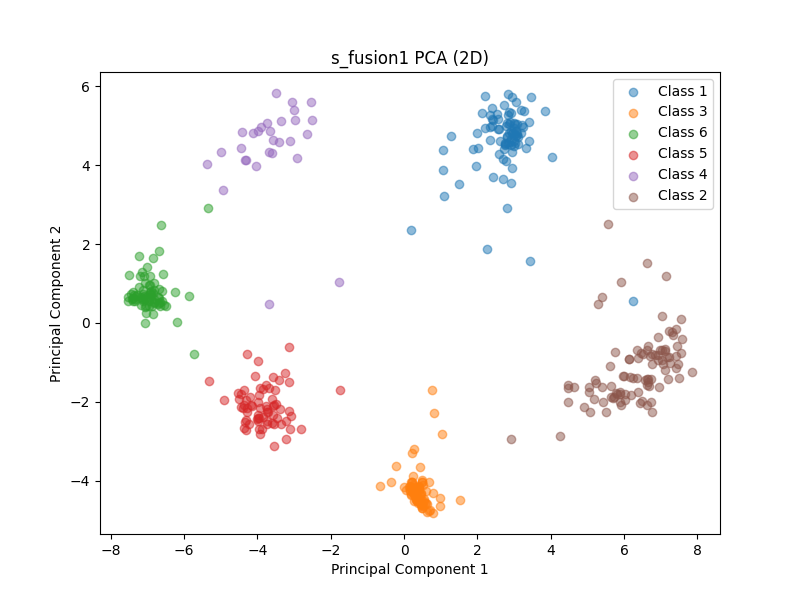 s_fusion1 PCA (2D)
Class 1
Class 3
Class 6
Class 5
Class 4
Class 2
6
4
2
0
−2
−4
Principal Component 2
−8 −6 −4 −2 0 2 4 6 8
Principal Component 1